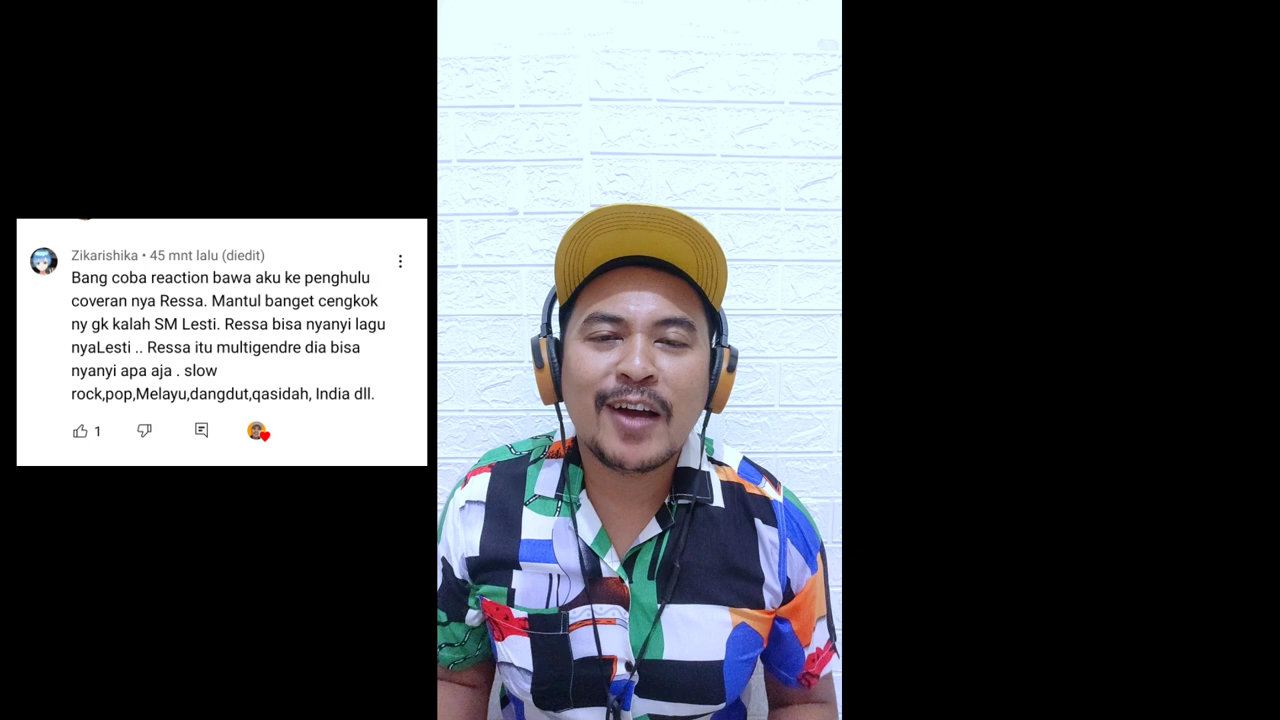 Zikarishika • 45 mnt lalu (diedit)
Bang coba reaction bawa aku ke penghulu
coveran nya Ressa. Mantul banget cengkok
ny gk kalah SM Lesti. Ressa bisa nyanyi lagu
nyaLesti .. Ressa itu multigendre dia bisa
nyanyi apa aja . slow
rock,pop,Melayu,dangdut,qasidah, India dll.
1